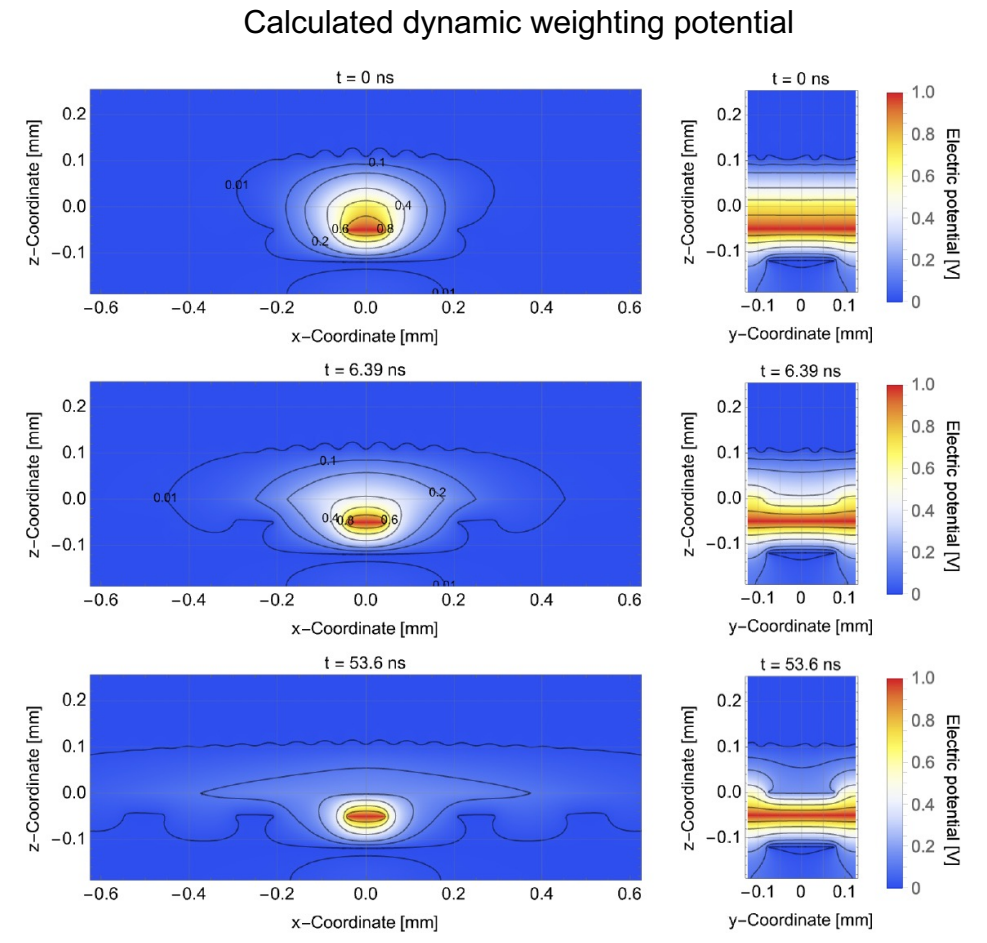 Calculated dynamic weighting potential
t = 0 ns
t = 0 ns
z−Coordinate [mm]
0.2
0.1
0.0
−0.1
0.01
0.1
0.4
0.6
0.8
0.2
0.01
−0.6 −0.4 −0.2 0.0 0.2 0.4 0.6
x−Coordinate [mm]
z−Coordinate [mm]
0.2
0.1
0.0
−0.1
−0.1 0 0.1
y−Coordinate [mm]
1.0
0.8
0.6
0.4
0.2
0
Electric potential [V]
t = 6.39 ns
t = 6.39 ns
z−Coordinate [mm]
0.2
0.1
0.0
−0.1
0.1
0.01
0.2
0.4
0.8
0.6
0.01
−0.6 −0.4 −0.2 0.0 0.2 0.4 0.6
x−Coordinate [mm]
z−Coordinate [mm]
0.2
0.1
0.0
−0.1
−0.1 0 0.1
y−Coordinate [mm]
1.0
0.8
0.6
0.4
0.2
0
Electric potential [V]
t = 53.6 ns
t = 53.6 ns
z−Coordinate [mm]
0.2
0.1
0.0
−0.1
−0.6 −0.4 −0.2 0.0 0.2 0.4 0.6
x−Coordinate [mm]
z−Coordinate [mm]
0.2
0.1
0.0
−0.1
−0.1 0 0.1
y−Coordinate [mm]
1.0
0.8
0.6
0.4
0.2
0
Electric potential [V]